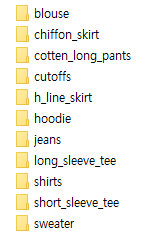 blouse
chiffon_skirt
cotten_long_pants
cutoffs
h_line_skirt
hoodie
jeans
long_sleeve_tee
shirts
short_sleeve_tee
sweater